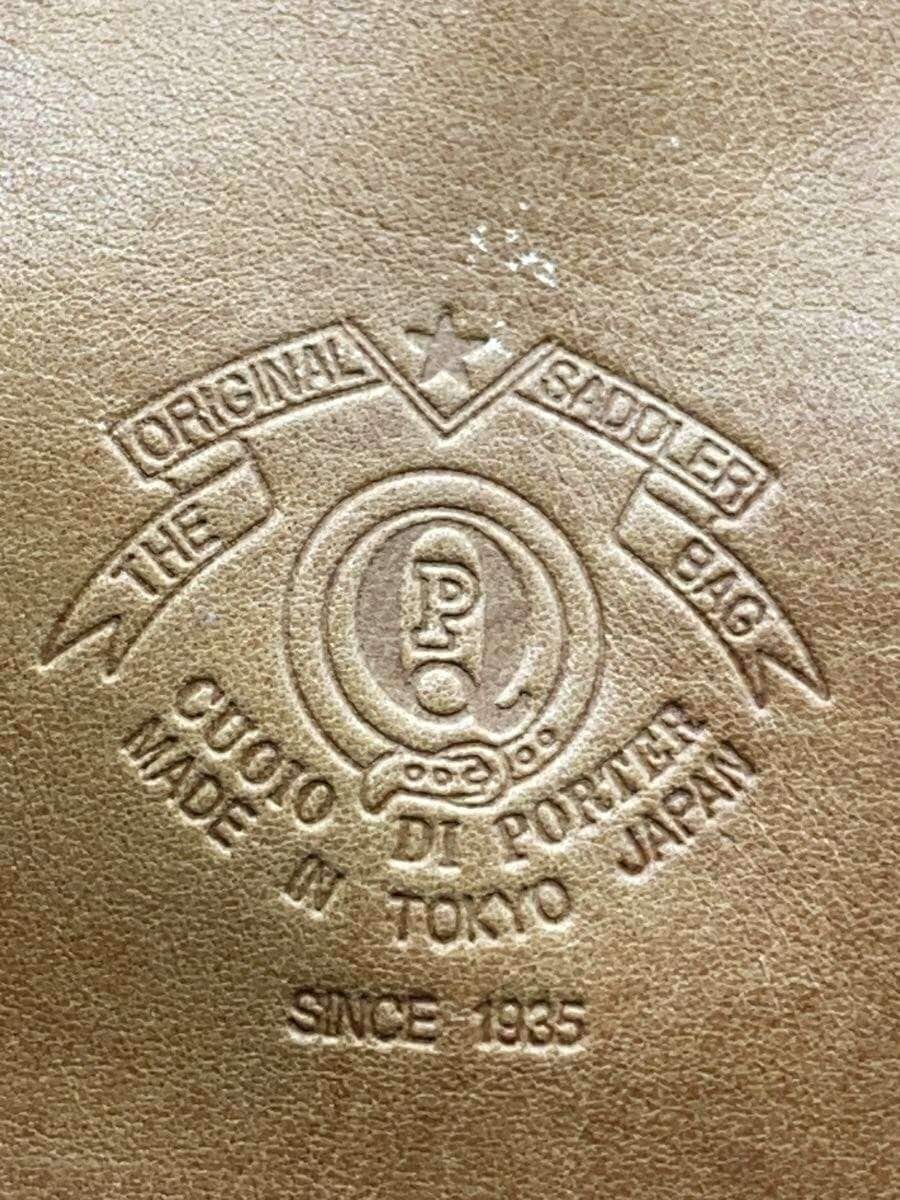 THE ORIGINAL SADDLER BAG
P
CUOIO DI PORTER
MADE IN TOKYO JAPAN
SINCE 1935